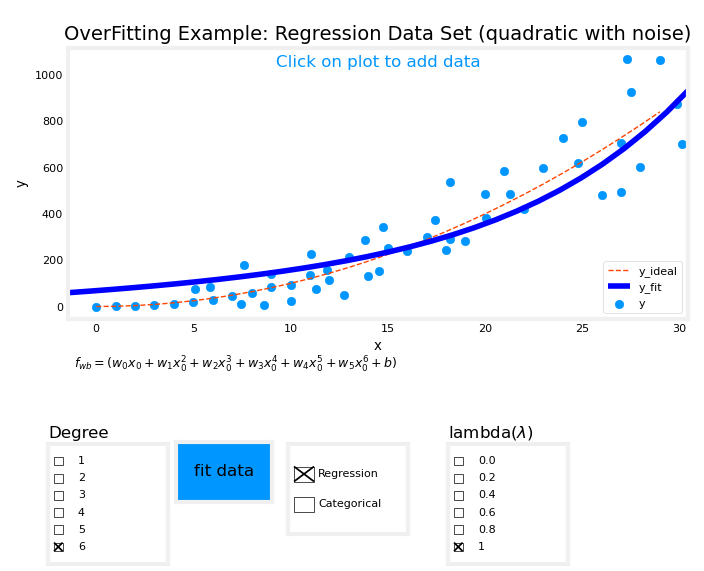 OverFitting Example: Regression Data Set (quadratic with noise)
Click on plot to add data
1000
800
600
400
200
0
y
y_ideal
y_fit
y
0 5 10 15 20 25 30
x
f_{wb} = (w_0x_0 + w_1x_0^2 + w_2x_0^3 + w_3x_0^4 + w_4x_0^5 + w_5x_0^6 + b)
Degree
1
2
3
4
5
6
fit data
Regression
Categorical
lambda(λ)
0.0
0.2
0.4
0.6
0.8
1